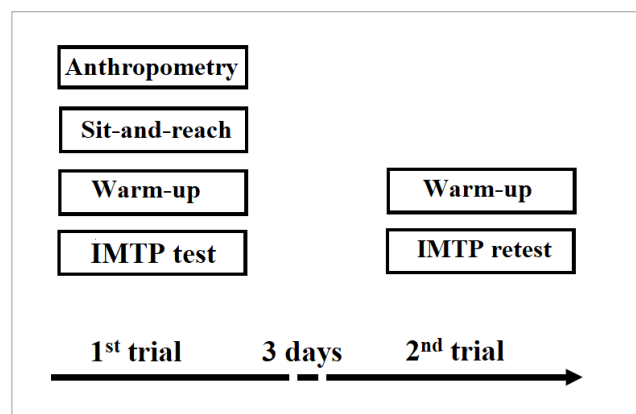 Anthropometry
Sit-and-reach
Warm-up
IMTP test
Warm-up
IMTP retest
1st trial 3 days 2nd trial